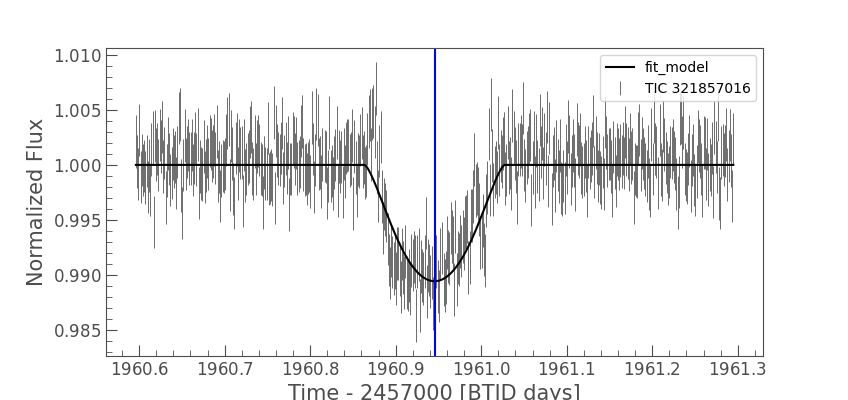 1.010
1.005
1.000
0.995
0.990
0.985
Normalized Flux
fit_model
TIC 321857016
1960.6 1960.7 1960.8 1960.9 1961.0 1961.1 1961.2 1961.3
Time - 2457000 [BTJD days]